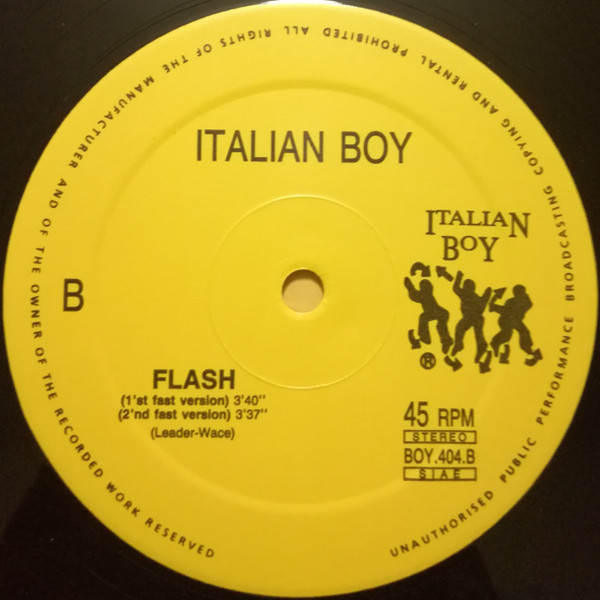 ALL RIGHTS OF THE MANUFACTURER AND OF THE OWNER OF THE RECORDED WORK RESERVED
UNAUTHORISED PUBLIC PERFORMANCE BROADCASTING COPYING AND RENTAL PROHIBITED
ITALIAN BOY
ITALIAN
BOY
®
B
FLASH
(1'st fast version) 3'40''
(2'nd fast version) 3'37''
(Leader-Wace)
45 RPM
STEREO
BOY.404.B
SIAE